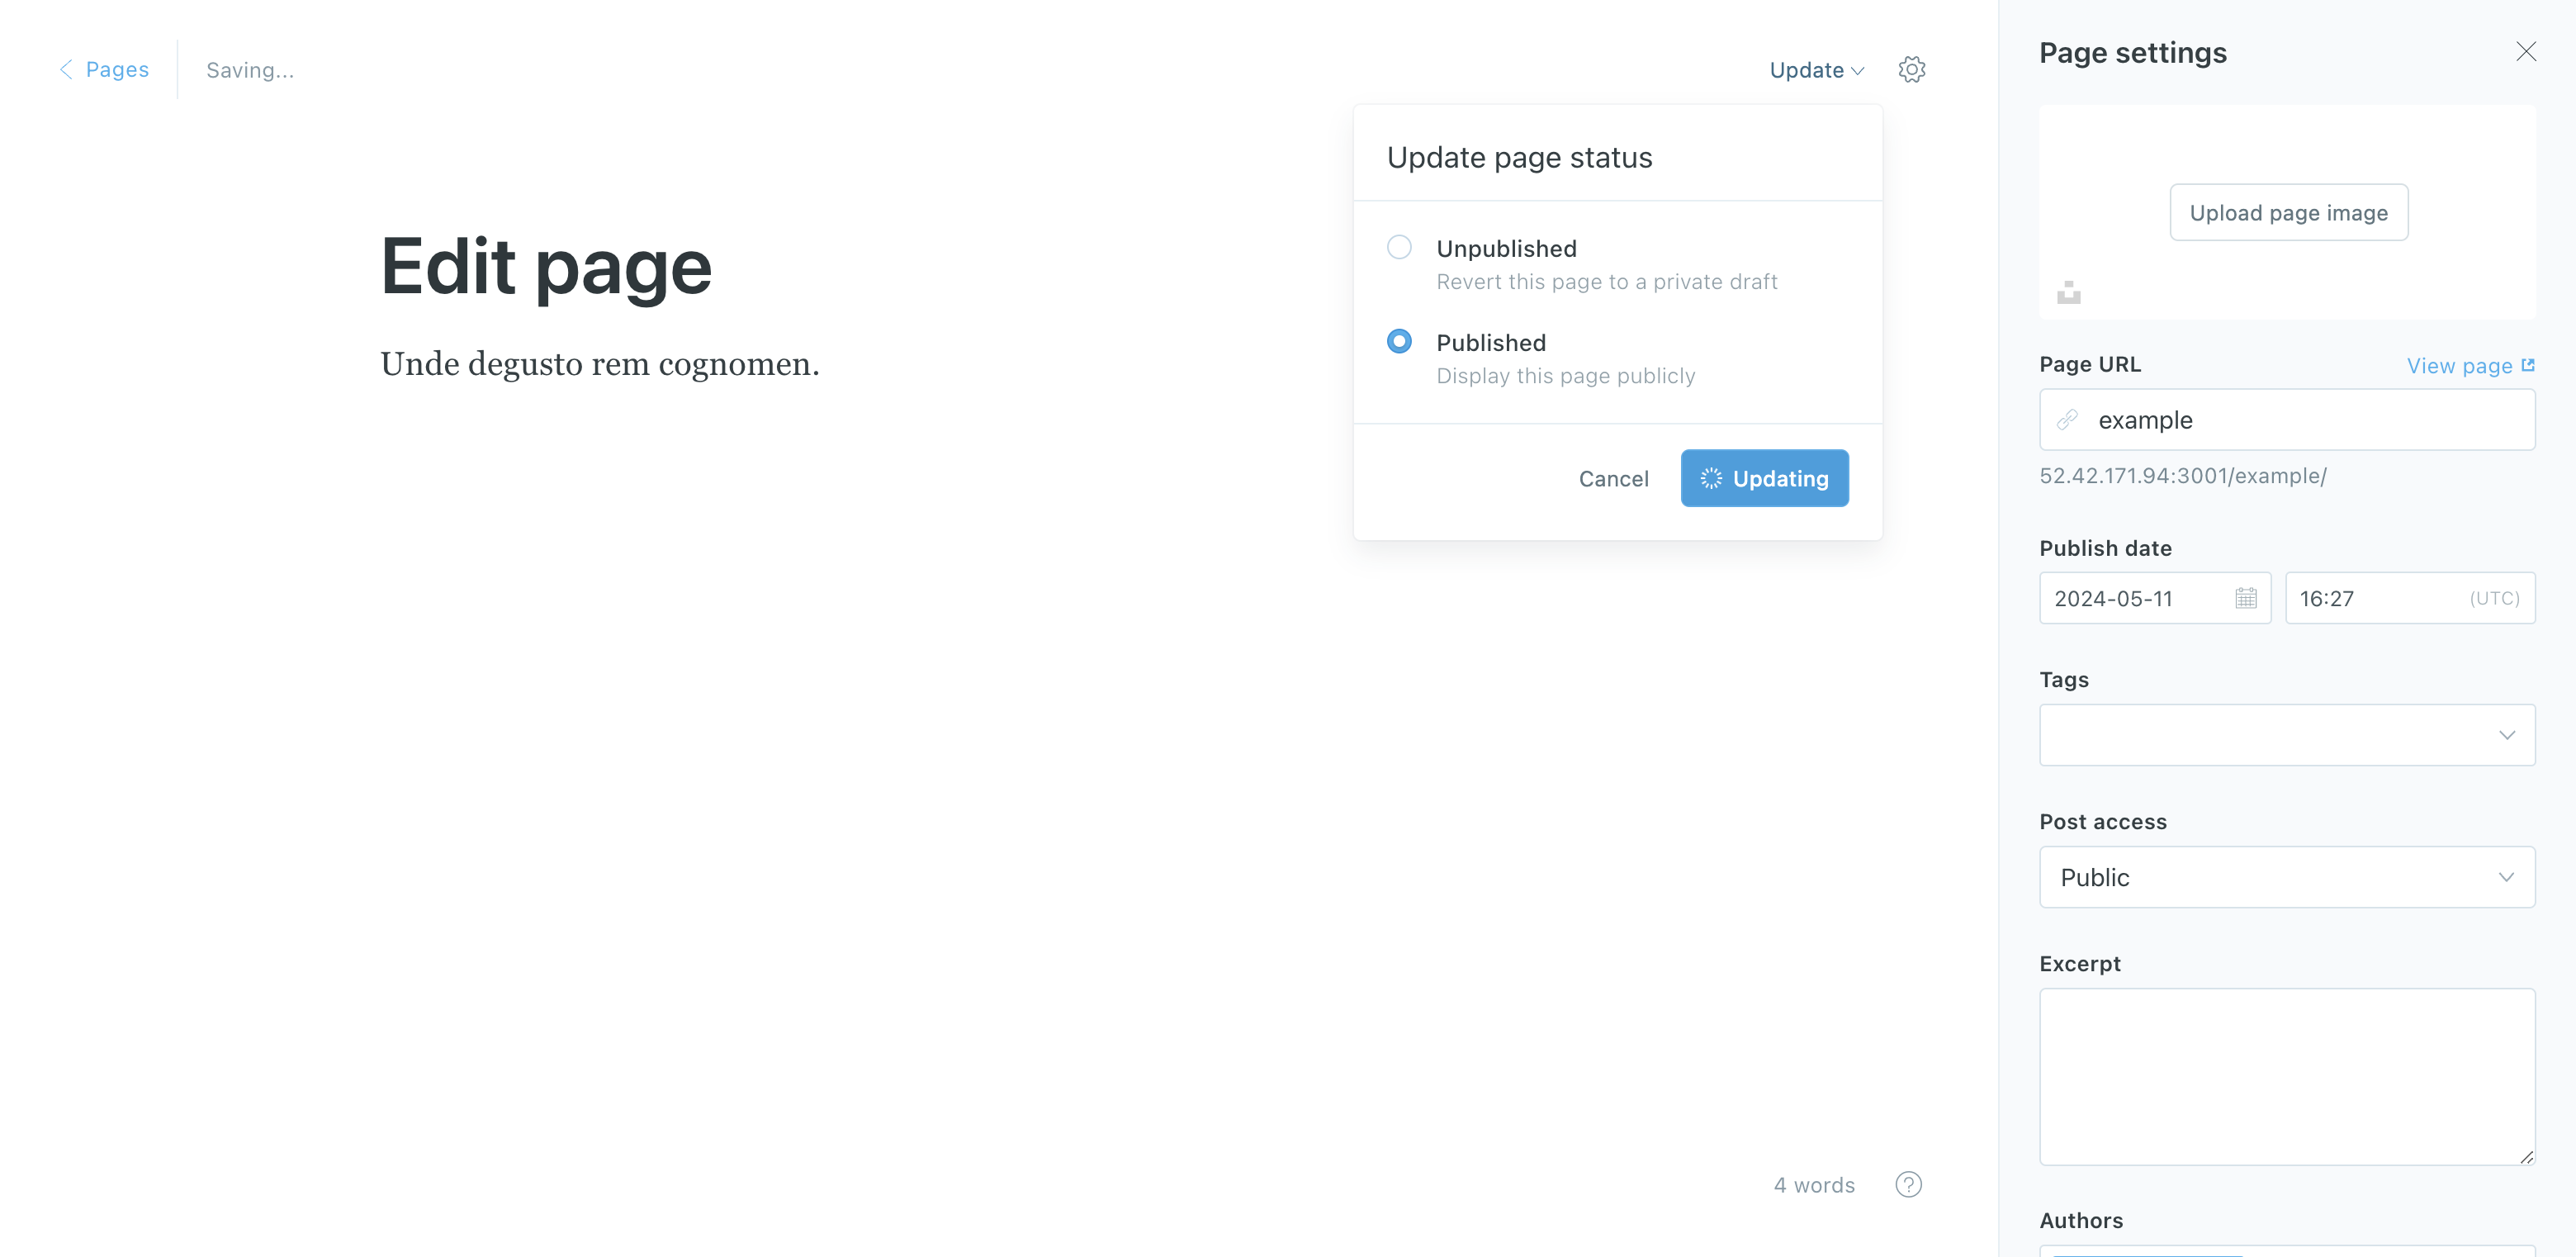 Pages
Saving...
Update
Edit page
Unde degusto rem cognomen.
Update page status
Unpublished
Revert this page to a private draft
Published
Display this page publicly
Cancel
Updating
4 words
?
Page settings
Upload page image
Page URL
View page
example
52.42.171.94:3001/example/
Publish date
2024-05-11
16:27
(UTC)
Tags
Post access
Public
Excerpt
Authors